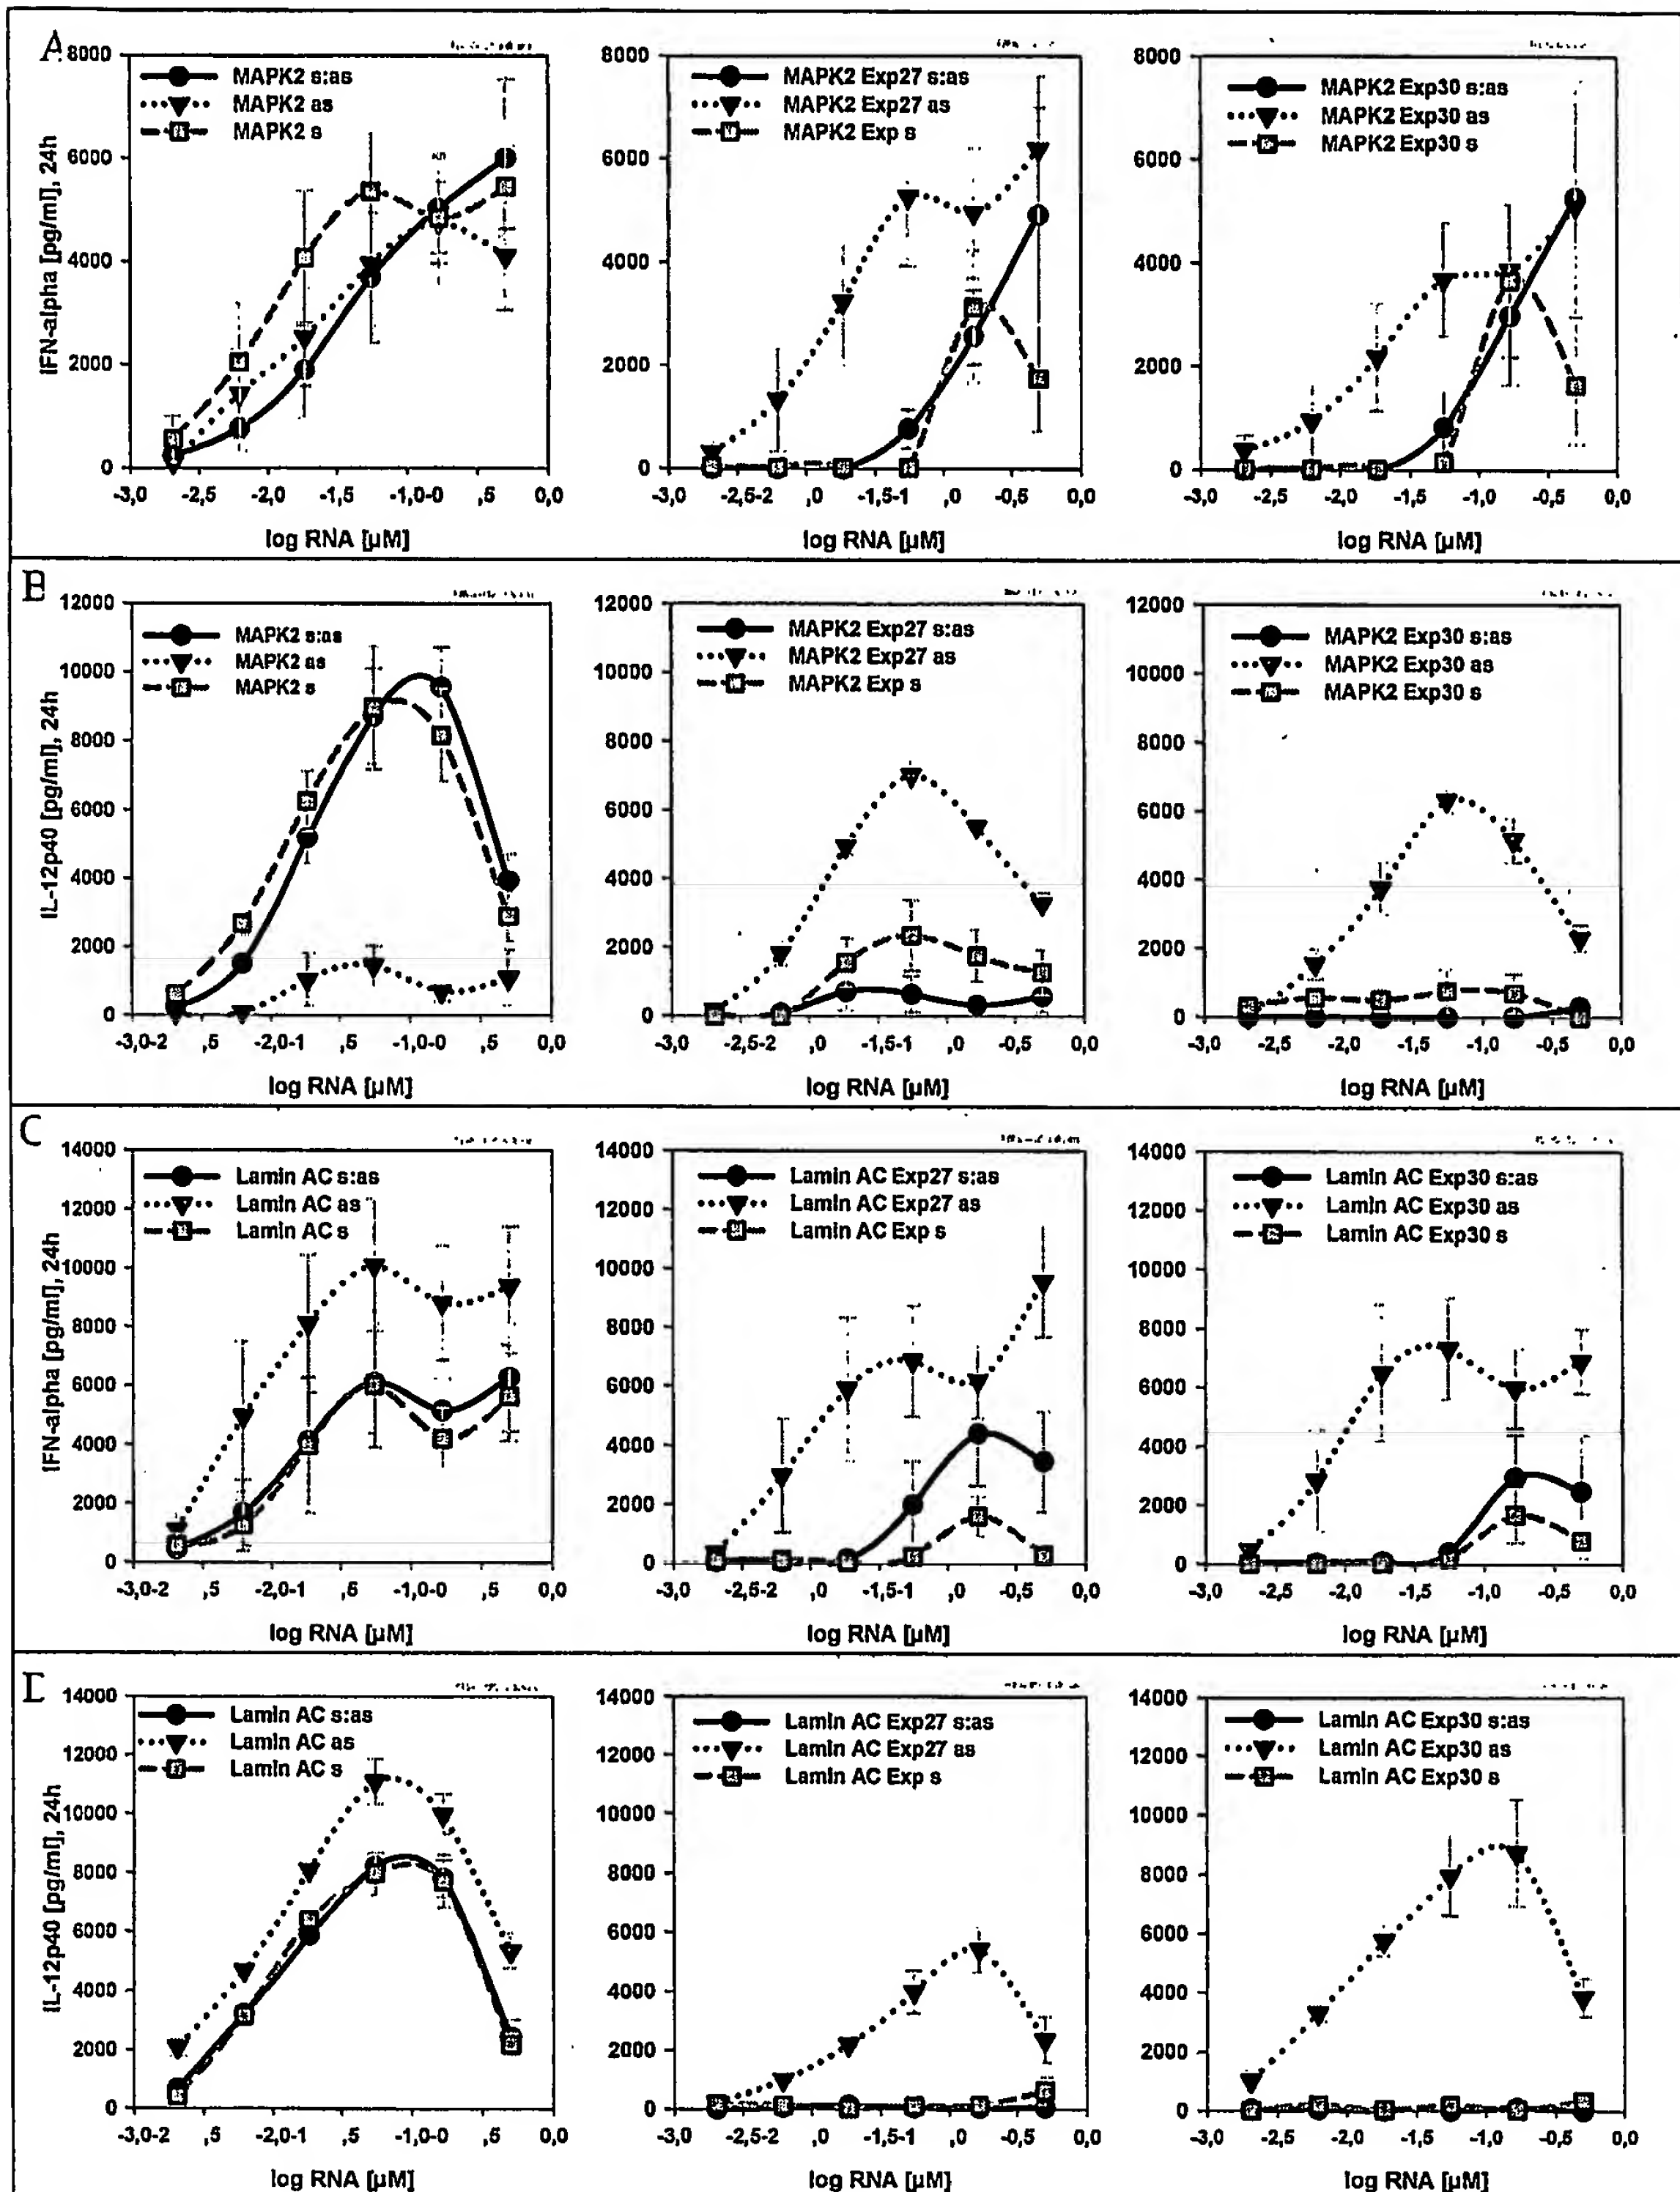 A
8000
6000
4000
2000
0
IFN-alpha [pg/ml], 24h
MAPK2 s:as
MAPK2 as
MAPK2 s
-3,0 -2,5 -2,0 -1,5 -1,0-0 ,5 0,0
log RNA [µM]
8000
6000
4000
2000
0
MAPK2 Exp27 s:as
MAPK2 Exp27 as
MAPK2 Exp s
-3,0 -2,5-2 ,0 -1,5-1 ,0 -0,5 0,0
log RNA [µM]
8000
6000
4000
2000
0
MAPK2 Exp30 s:as
MAPK2 Exp30 as
MAPK2 Exp30 s
-3,0 -2,5 -2,0 -1,5 -1,0 -0,5 0,0
log RNA [µM]
B
12000
10000
8000
6000
4000
2000
0
IL-12p40 [pg/ml], 24h
MAPK2 s:as
MAPK2 as
MAPK2 s
-3,0-2 ,5 -2,0-1 ,5 -1,0-0 ,5 0,0
log RNA [µM]
12000
10000
8000
6000
4000
2000
0
MAPK2 Exp27 s:as
MAPK2 Exp27 as
MAPK2 Exp s
-3,0 -2,5-2 ,0 -1,5-1 ,0 -0,5 0,0
log RNA [µM]
12000
10000
8000
6000
4000
2000
0
MAPK2 Exp30 s:as
MAPK2 Exp30 as
MAPK2 Exp30 s
-3,0 -2,5 -2,0 -1,5 -1,0 -0,5 0,0
log RNA [µM]
C
14000
12000
10000
8000
6000
4000
2000
0
IFN-alpha [pg/ml], 24h
Lamin AC s:as
Lamin AC as
Lamin AC s
-3,0-2 ,5 -2,0-1 ,5 -1,0-0 ,5 0,0
log RNA [µM]
14000
12000
10000
8000
6000
4000
2000
0
Lamin AC Exp27 s:as
Lamin AC Exp27 as
Lamin AC Exp s
-3,0 -2,5-2 ,0 -1,5-1 ,0 -0,5 0,0
log RNA [µM]
14000
12000
10000
8000
6000
4000
2000
0
Lamin AC Exp30 s:as
Lamin AC Exp30 as
Lamin AC Exp30 s
-3,0 -2,5 -2,0 -1,5 -1,0 -0,5 0,0
log RNA [µM]
D
14000
12000
10000
8000
6000
4000
2000
0
IL-12p40 [pg/ml], 24h
Lamin AC s:as
Lamin AC as
Lamin AC s
-3,0-2 ,5 -2,0-1 ,5 -1,0-0 ,5 0,0
log RNA [µM]
14000
12000
10000
8000
6000
4000
2000
0
Lamin AC Exp27 s:as
Lamin AC Exp27 as
Lamin AC Exp s
-3,0 -2,5-2 ,0 -1,5-1 ,0 -0,5 0,0
log RNA [µM]
14000
12000
10000
8000
6000
4000
2000
0
Lamin AC Exp30 s:as
Lamin AC Exp30 as
Lamin AC Exp30 s
-3,0 -2,5 -2,0 -1,5 -1,0 -0,5 0,0
log RNA [µM]